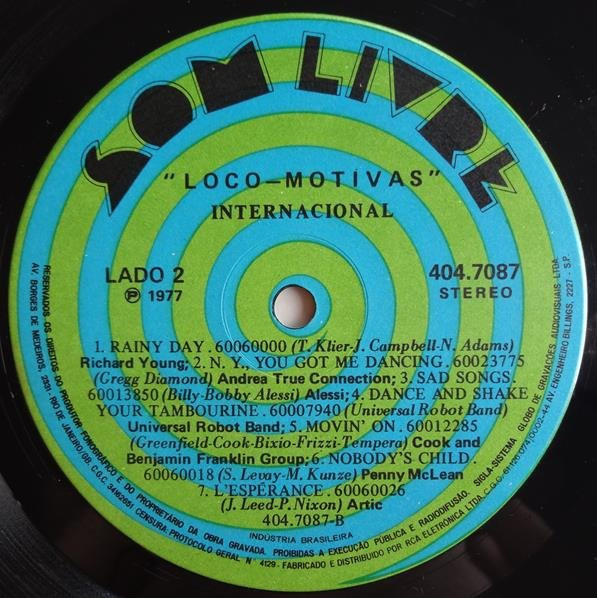 SOM LIVRE
"LOCO-MOTIVAS"
INTERNACIONAL
LADO 2
℗ 1977
404.7087
STEREO
1. RAINY DAY. 60060000 (T. Klier-J. Campbell-N. Adams)
Richard Young; 2. N. Y., YOU GOT ME DANCING. 60023775
(Gregg Diamond) Andrea True Connection; 3. SAD SONGS.
60013850 (Billy-Bobby Alessi) Alessi; 4. DANCE AND SHAKE
YOUR TAMBOURINE. 60007940 (Universal Robot Band)
Universal Robot Band; 5. MOVIN' ON. 60012285
(Greenfield-Cook-Bixio-Frizzi-Tempera) Cook and
Benjamin Franklin Group; 6. NOBODY'S CHILD.
60060018 (S. Levay-M. Kunze) Penny McLean
7. L'ESPÉRANCE. 60060026
(J. Leed-P. Nixon) Artic
404.7087-B
INDÚSTRIA BRASILEIRA
RESERVADOS OS DIREITOS DO PRODUTOR FONOGRÁFICO E DO PROPRIETÁRIO DA OBRA GRAVADA. PROIBIDAS A EXECUÇÃO PÚBLICA E RADIODIFUSÃO. SIGLA-SISTEMA GLOBO DE GRAVAÇÕES AUDIOVISUAIS LTDA.
AV. BORGES DE MEDEIROS, 2531 - RIO DE JANEIRO/GB. C.G.C. CENSURA PROTOCOLO GERAL Nº 4129 - FABRICADO E DISTRIBUIDO POR RCA ELETRÔNICA LTDA. C.G.C. AV. ENGENHEIRO BILLINGS, 2227 - S.P.